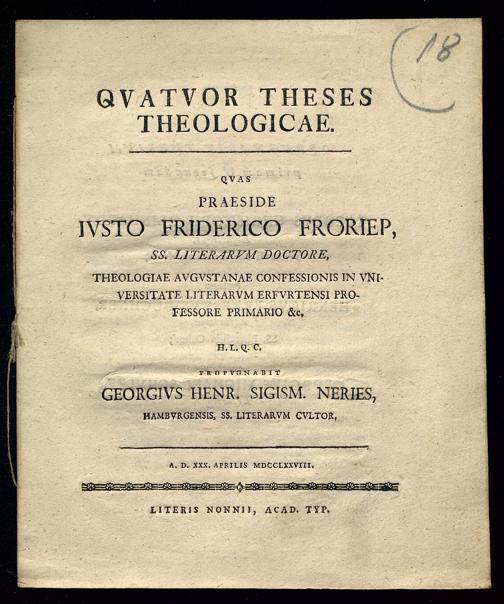 18
QVATVOR THESES
THEOLOGICAE.
QVAS
PRAESIDE
IVSTO FRIDERICO FRORIEP,
SS. LITERARVM DOCTORE,
THEOLOGIAE AVGVSTANAE CONFESSIONIS IN VNI-
VERSITATE LITERARVM ERFVRTENSI PRO-
FESSORE PRIMARIO &c,
H. L. Q. C.
PROPVGNABIT
GEORGIVS HENR. SIGISM. NERIES,
HAMBVRGENSIS, SS. LITERARVM CVLTOR,
A. D. XXX. APRILIS MDCCLXXVIII.
LITERIS NONNII, ACAD. TYP.